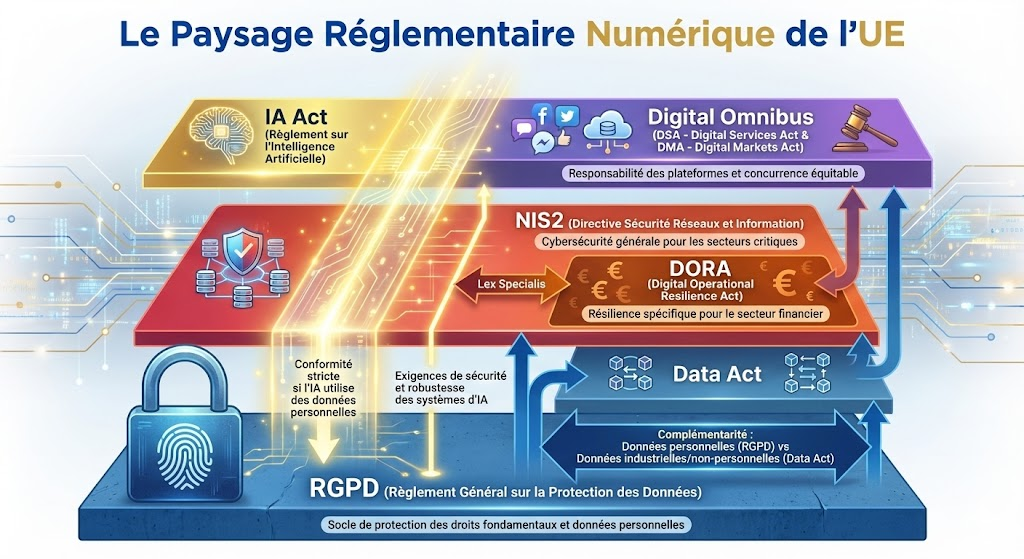 Le Paysage Réglementaire Numérique de l'UE
IA Act
(Règlement sur
l'Intelligence
Artificielle)
Digital Omnibus
(DSA - Digital Services Act &
DMA - Digital Markets Act)
Responsabilité des plateformes et concurrence équitable
NIS2 (Directive Sécurité Réseaux et Information)
Cybersécurité générale pour les secteurs critiques
Lex Specialis
DORA
(Digital Operational
Resilience Act)
Résilience spécifique pour le secteur financier
Conformité
stricte
si l'IA utilise
des données
personnelles
Exigences de sécurité
et robustesse
des systèmes d'IA
Data Act
Complémentarité :
Données personnelles (RGPD) vs
Données industrielles/non-personnelles (Data Act)
RGPD (Règlement Général sur la Protection des Données)
Socle de protection des droits fondamentaux et données personnelles